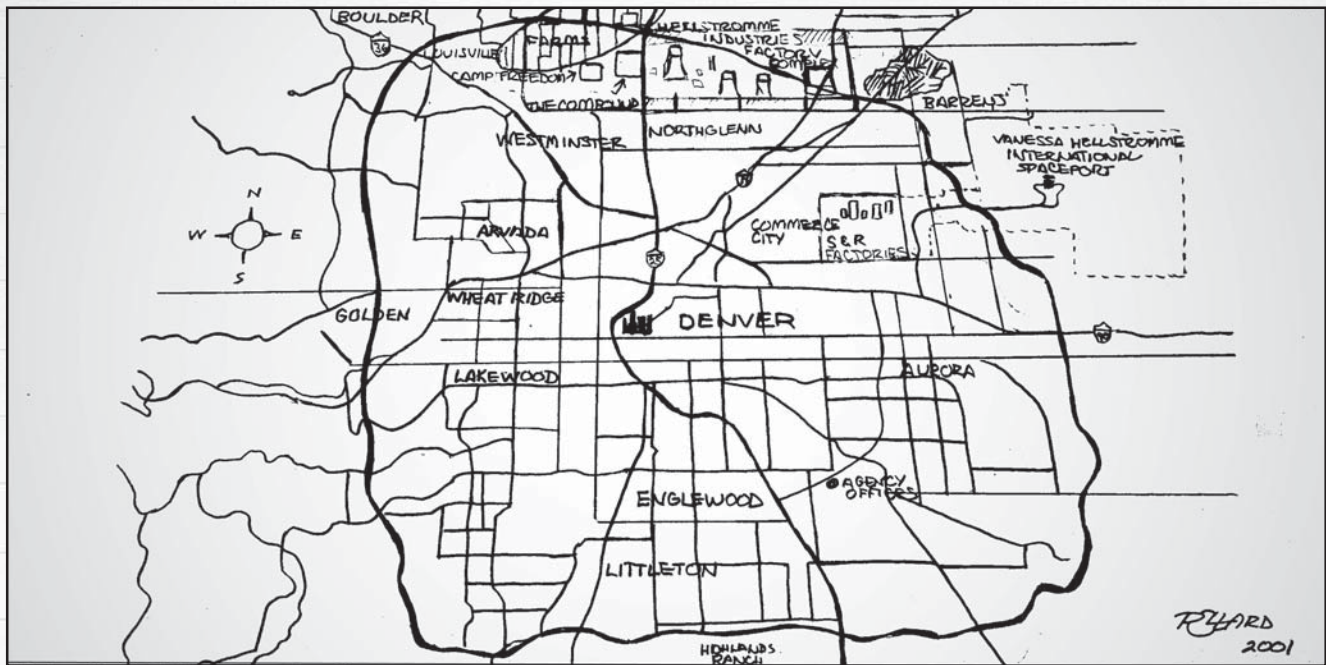 BOULDER
36
LOUISVILLE
FARMS
HELLSTROMME
INDUSTRIES
FACTORY
COMPLEX
CAMP FREEDOM
THE COMPOUND
BARRENS
WESTMINSTER
NORTHGLENN
VANESSA HELLSTROMME
INTERNATIONAL
SPACEPORT
N
W
E
S
ARVADA
COMMERCE
CITY
S&R
FACTORIES
WHEAT RIDGE
GOLDEN
DENVER
LAKEWOOD
AURORA
ENGLEWOOD
AGENCY
OFFICES
LITTLETON
HIGHLANDS
RANCH
2001